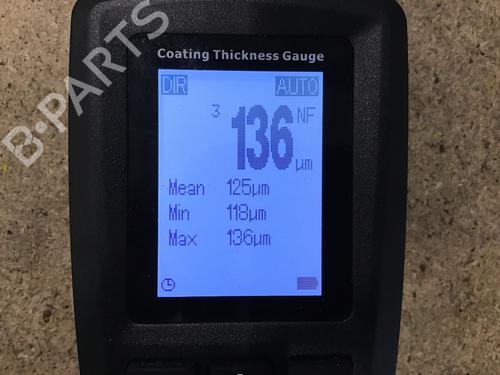 B-PARTS
Coating Thickness Gauge
DIR AUTO
3 136 NF
µm
Mean 125µm
Min 118µm
Max 136µm